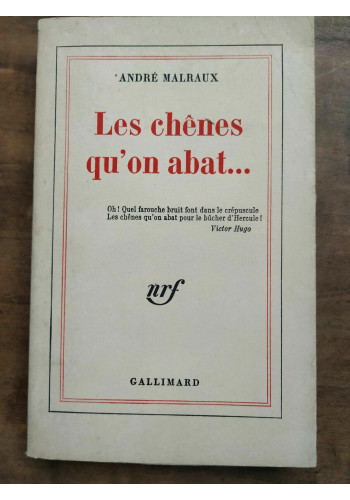 ANDRÉ MALRAUX
Les chênes
qu'on abat...
Oh ! Quel farouche bruit font dans le crépuscule
Les chênes qu'on abat pour le bûcher d'Hercule !
Victor Hugo
nrf
GALLIMARD